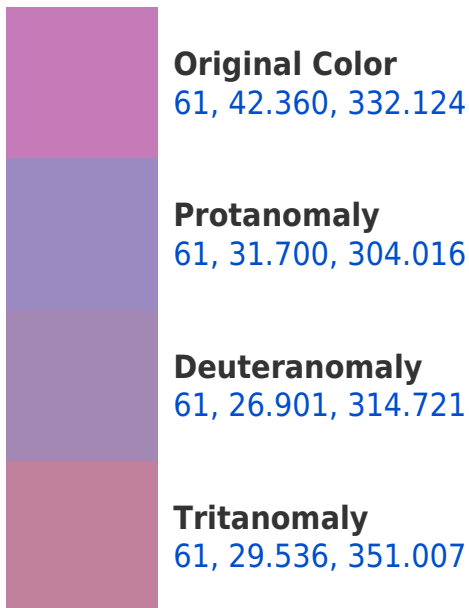 Original Color
61, 42.360, 332.124
Protanomaly
61, 31.700, 304.016
Deuteranomaly
61, 26.901, 314.721
Tritanomaly
61, 29.536, 351.007